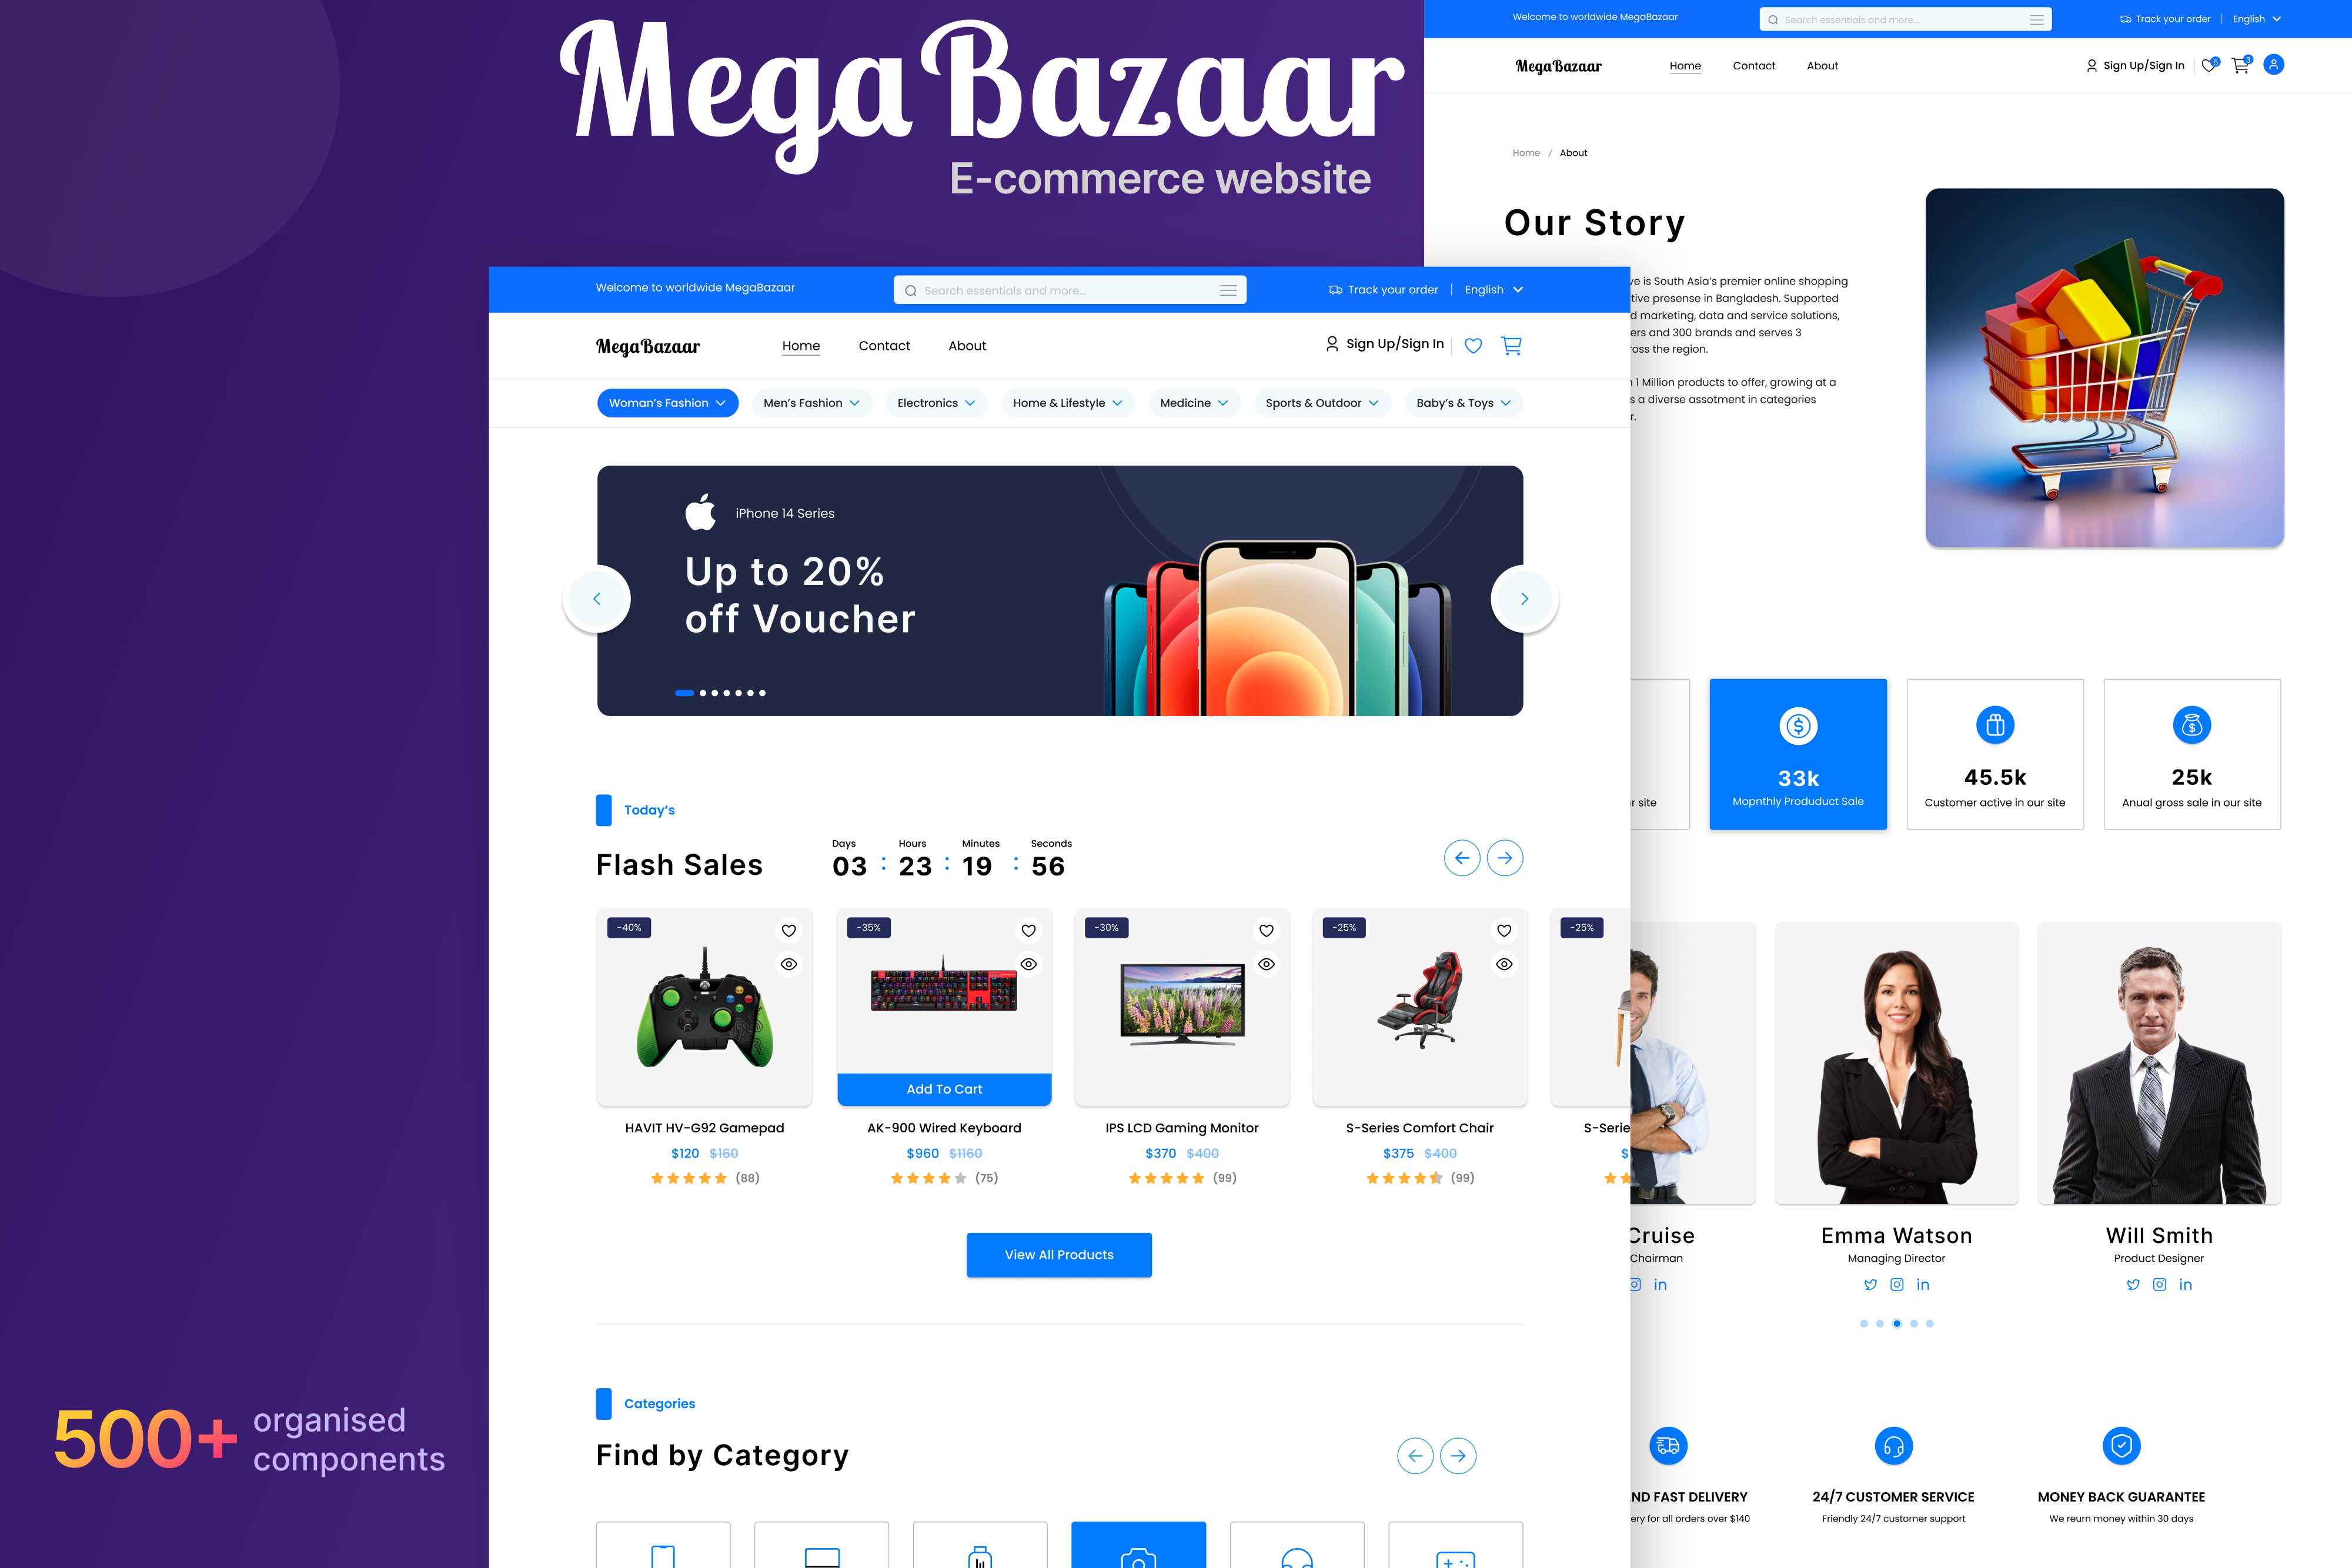 MegaBazaar
E-commerce website
500+ organised
components
Welcome to worldwide MegaBazaar
Search essentials and more...
Track your order
English
MegaBazaar
Home
Contact
About
Sign Up/Sign In
Woman's Fashion
Men's Fashion
Electronics
Home & Lifestyle
Medicine
Sports & Outdoor
Baby's & Toys
iPhone 14 Series
Up to 20%
off Voucher
Today's
Flash Sales
Days
Hours
Minutes
Seconds
03 : 23 : 19 : 56
-40%
-35%
-30%
-25%
-25%
Add To Cart
HAVIT HV-G92 Gamepad
$120 $160
(88)
AK-900 Wired Keyboard
$960 $1160
(75)
IPS LCD Gaming Monitor
$370 $400
(99)
S-Series Comfort Chair
$375 $400
(99)
S-Serie
$
View All Products
Categories
Find by Category
Welcome to worldwide MegaBazaar
Search essentials and more...
Track your order
English
MegaBazaar
Home
Contact
About
Sign Up/Sign In
5
3
Home / About
Our Story
ve is South Asia's premier online shopping
tive presense in Bangladesh. Supported
d marketing, data and service solutions,
ers and 300 brands and serves 3
ross the region.
1 Million products to offer, growing at a
s a diverse assotment in categories
r.
r site
33k
Mopnthly Produduct Sale
45.5k
Customer active in our site
25k
Anual gross sale in our site
Cruise
Chairman
in
Emma Watson
Managing Director
in
Will Smith
Product Designer
in
ND FAST DELIVERY
ery for all orders over $140
24/7 CUSTOMER SERVICE
Friendly 24/7 customer support
MONEY BACK GUARANTEE
We reurn money within 30 days